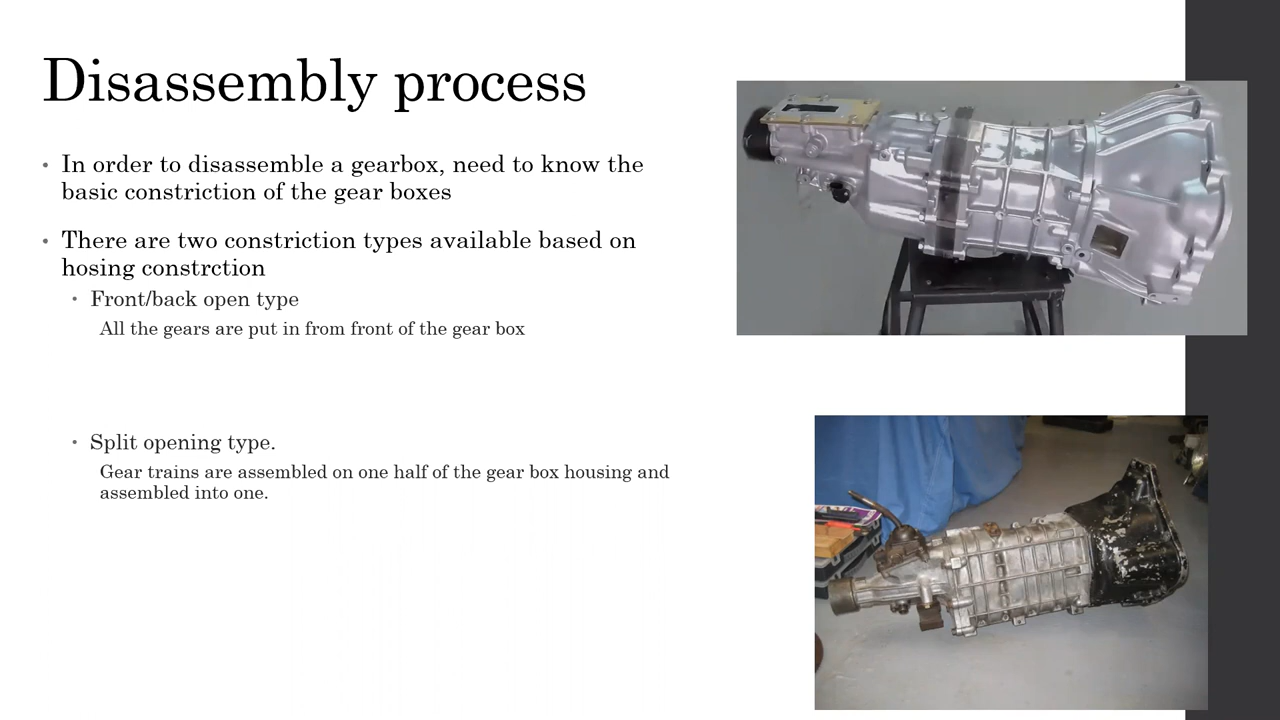 Disassembly process
• In order to disassemble a gearbox, need to know the
basic constriction of the gear boxes
• There are two constriction types available based on
hosing constrction
• Front/back open type
All the gears are put in from front of the gear box
• Split opening type.
Gear trains are assembled on one half of the gear box housing and
assembled into one.